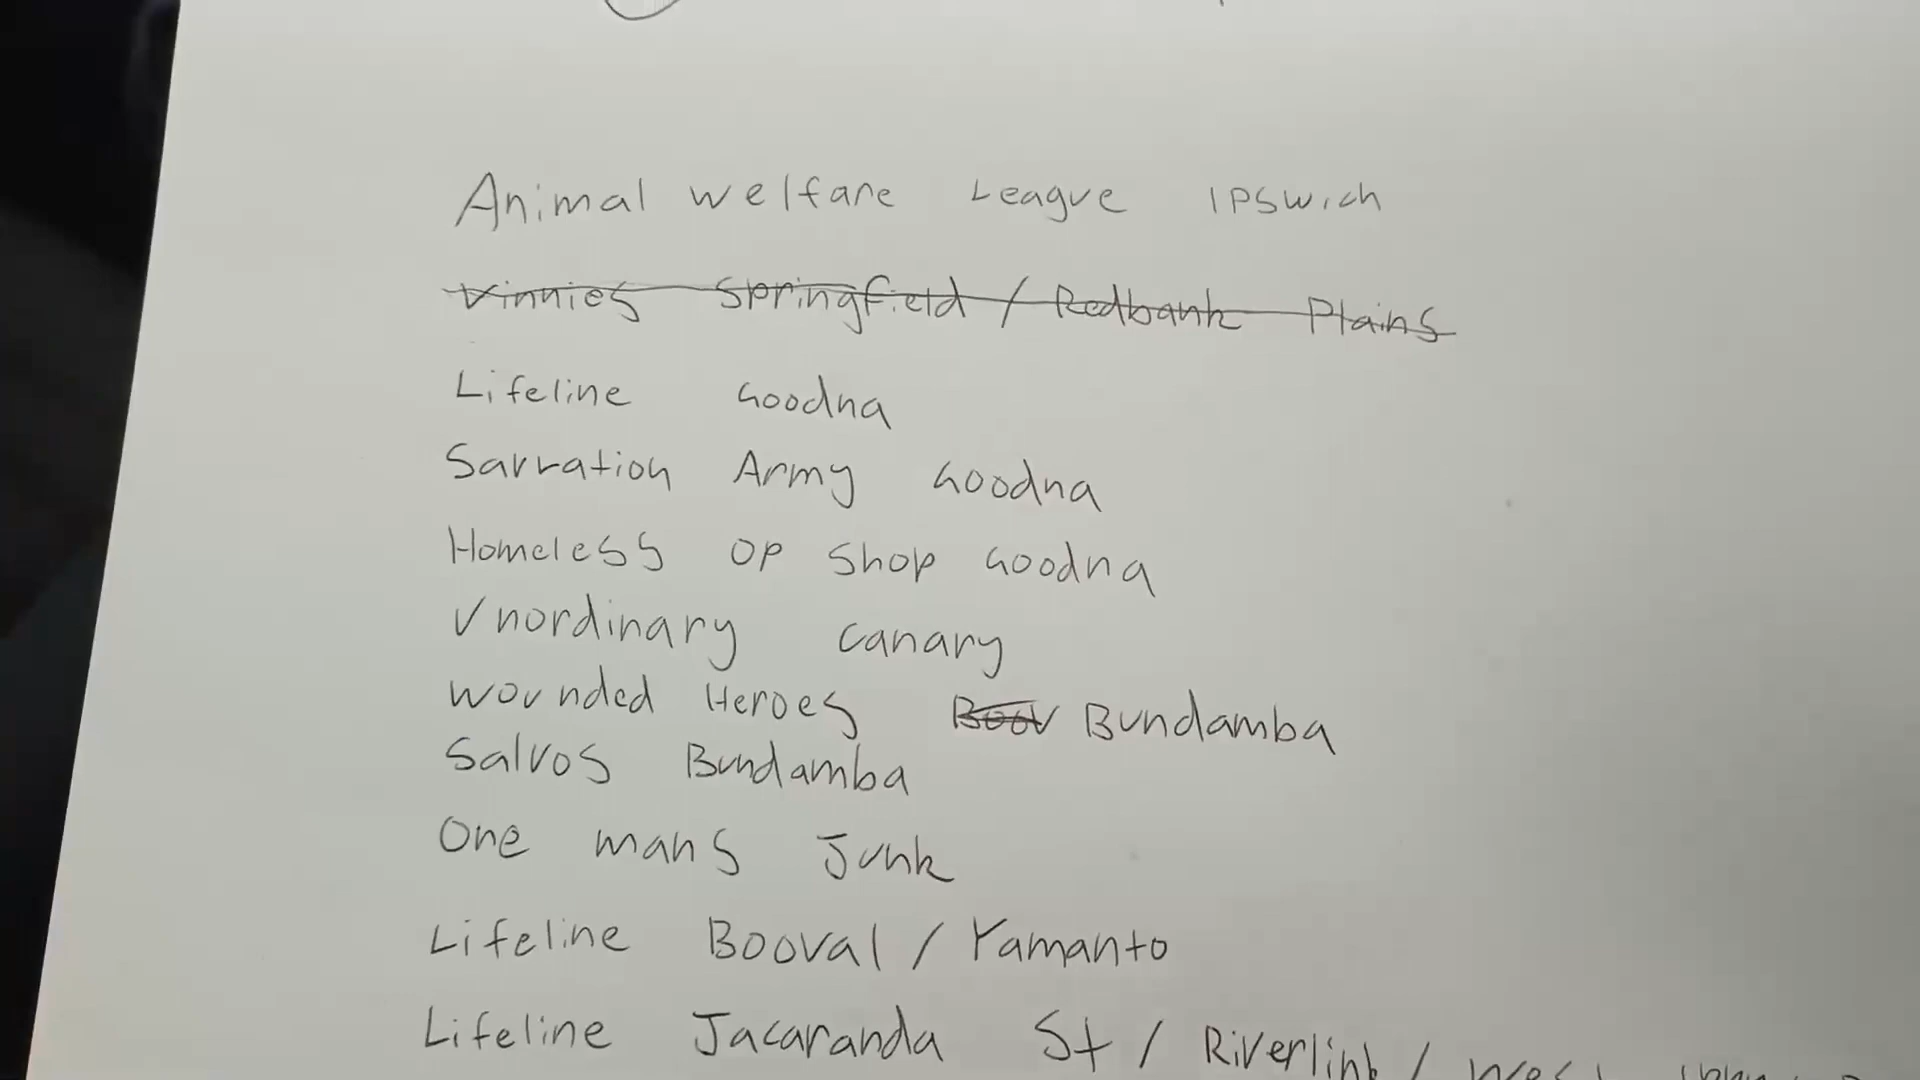 Animal welfare League Ipswich
Vinnies Springfield / Redbank Plains
Lifeline Goodna
Sarration Army Goodna
Homeless op shop Goodna
Unordinary canary
wounded Heroes Boov Bundamba
Salvos Bundamba
One mans Junk
Lifeline Booval / Yamanto
Lifeline Jacaranda St / Riverlink /